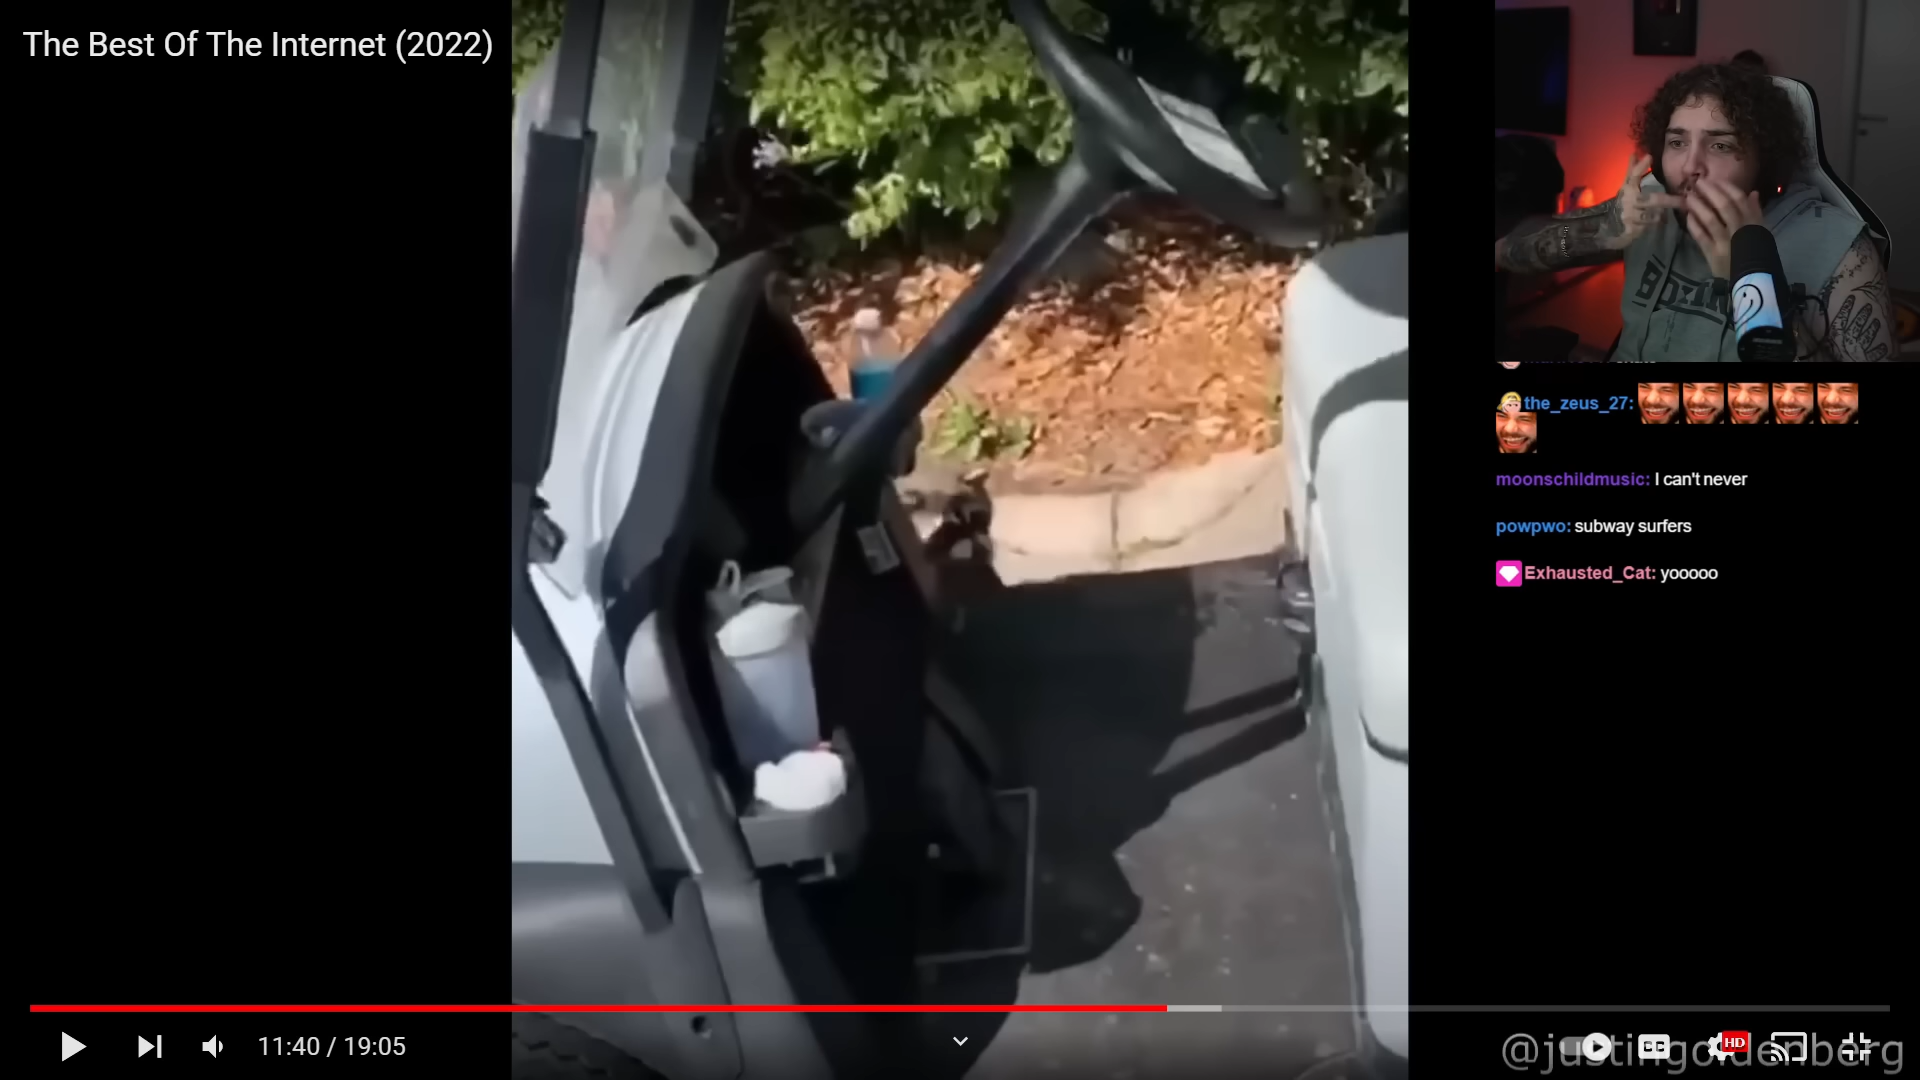 The Best Of The Internet (2022)
the_zeus_27:
moonschildmusic: I can't never
powpwo: subway surfers
Exhausted_Cat: yooooo
11:40 / 19:05
CC
HD
@justingoldenberg